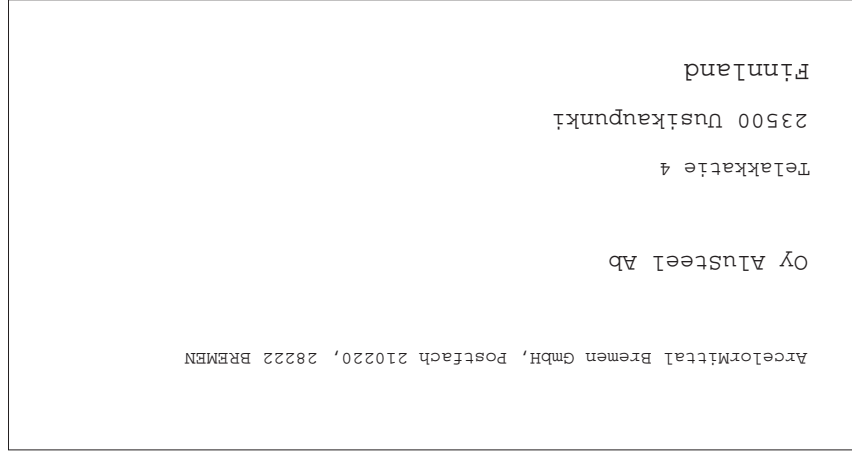 ArcelorMittal Bremen GmbH, Postfach 210220, 28222 BREMEN
Oy AluSteel Ab
Telakkatie 4
23500 Uusikaupunki
Finnland